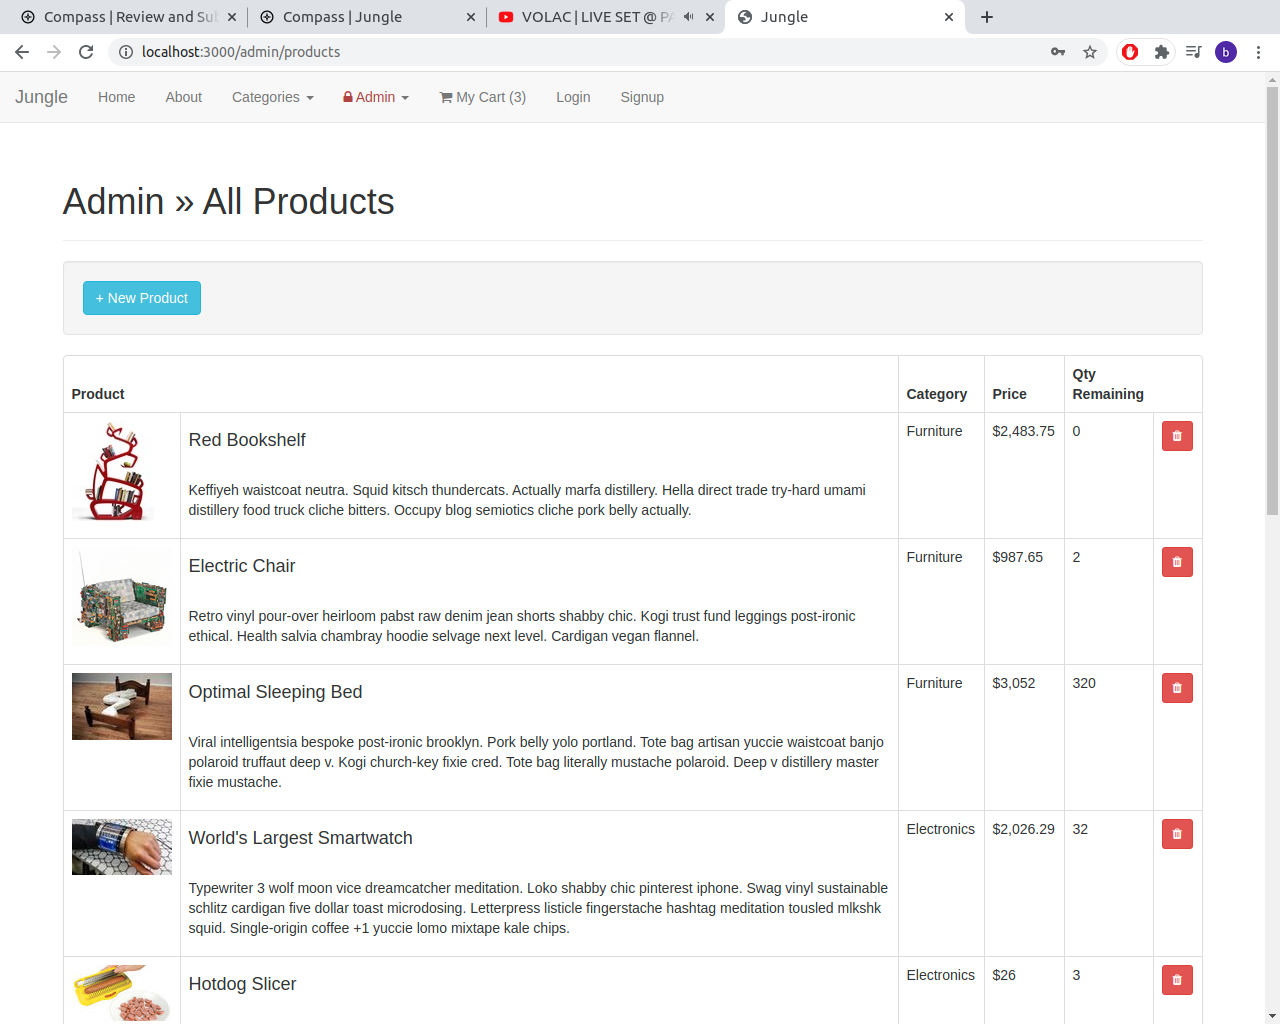 Compass | Review and Su
Compass | Jungle
VOLAC | LIVE SET @ PA
Jungle
localhost:3000/admin/products
b
Jungle
Home
About
Categories
Admin
My Cart (3)
Login
Signup
Admin » All Products
+ New Product
Product
Category
Price
Qty
Remaining
Red Bookshelf
Furniture
$2,483.75
0
Keffiyeh waistcoat neutra. Squid kitsch thundercats. Actually marfa distillery. Hella direct trade try-hard umami
distillery food truck cliche bitters. Occupy blog semiotics cliche pork belly actually.
Electric Chair
Furniture
$987.65
2
Retro vinyl pour-over heirloom pabst raw denim jean shorts shabby chic. Kogi trust fund leggings post-ironic
ethical. Health salvia chambray hoodie selvage next level. Cardigan vegan flannel.
Optimal Sleeping Bed
Furniture
$3,052
320
Viral intelligentsia bespoke post-ironic brooklyn. Pork belly yolo portland. Tote bag artisan yuccie waistcoat banjo
polaroid truffaut deep v. Kogi church-key fixie cred. Tote bag literally mustache polaroid. Deep v distillery master
fixie mustache.
World's Largest Smartwatch
Electronics
$2,026.29
32
Typewriter 3 wolf moon vice dreamcatcher meditation. Loko shabby chic pinterest iphone. Swag vinyl sustainable
schlitz cardigan five dollar toast microdosing. Letterpress listicle fingerstache hashtag meditation tousled mlkshk
squid. Single-origin coffee +1 yuccie lomo mixtape kale chips.
Hotdog Slicer
Electronics
$26
3